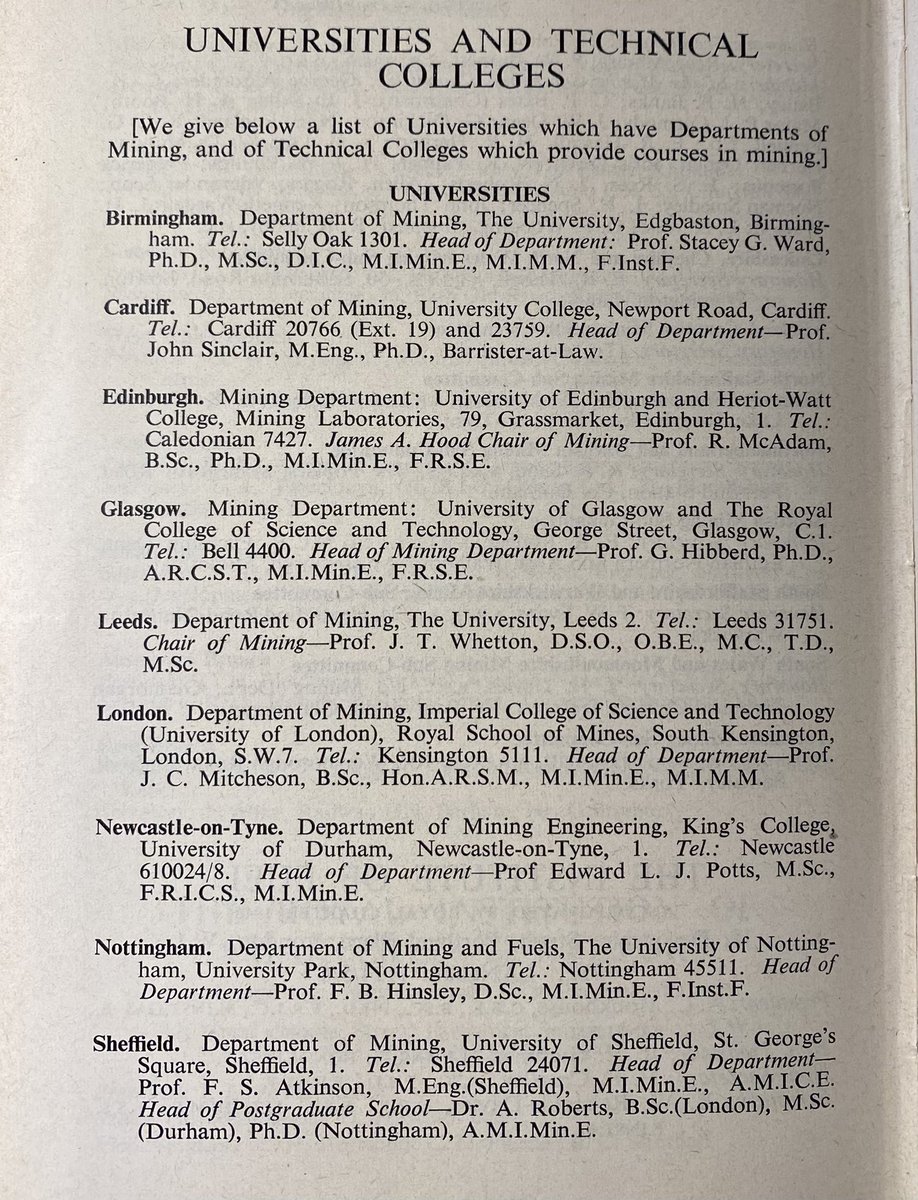 UNIVERSITIES AND TECHNICAL
COLLEGES
[We give below a list of Universities which have Departments of
Mining, and of Technical Colleges which provide courses in mining.]
UNIVERSITIES
Birmingham. Department of Mining, The University, Edgbaston, Birming-
ham. Tel.: Selly Oak 1301. Head of Department: Prof. Stacey G. Ward,
Ph.D., M.Sc., D.I.C., M.I.Min.E., M.I.M.M., F.Inst.F.
Cardiff. Department of Mining, University College, Newport Road, Cardiff.
Tel.: Cardiff 20766 (Ext. 19) and 23759. Head of Department—Prof.
John Sinclair, M.Eng., Ph.D., Barrister-at-Law.
Edinburgh. Mining Department: University of Edinburgh and Heriot-Watt
College, Mining Laboratories, 79, Grassmarket, Edinburgh, 1. Tel.:
Caledonian 7427. James A. Hood Chair of Mining—Prof. R. McAdam,
B.Sc., Ph.D., M.I.Min.E., F.R.S.E.
Glasgow. Mining Department: University of Glasgow and The Royal
College of Science and Technology, George Street, Glasgow, C.1.
Tel.: Bell 4400. Head of Mining Department—Prof. G. Hibberd, Ph.D.,
A.R.C.S.T., M.I.Min.E., F.R.S.E.
Leeds. Department of Mining, The University, Leeds 2. Tel.: Leeds 31751.
Chair of Mining—Prof. J. T. Whetton, D.S.O., O.B.E., M.C., T.D.,
M.Sc.
London. Department of Mining, Imperial College of Science and Technology
(University of London), Royal School of Mines, South Kensington,
London, S.W.7. Tel.: Kensington 5111. Head of Department—Prof.
J. C. Mitcheson, B.Sc., Hon.A.R.S.M., M.I.Min.E., M.I.M.M.
Newcastle-on-Tyne. Department of Mining Engineering, King's College,
University of Durham, Newcastle-on-Tyne, 1. Tel.: Newcastle
610024/8. Head of Department—Prof Edward L. J. Potts, M.Sc.,
F.R.I.C.S., M.I.Min.E.
Nottingham. Department of Mining and Fuels, The University of Notting-
ham, University Park, Nottingham. Tel.: Nottingham 45511. Head of
Department—Prof. F. B. Hinsley, D.Sc., M.I.Min.E., F.Inst.F.
Sheffield. Department of Mining, University of Sheffield, St. George's
Square, Sheffield, 1. Tel.: Sheffield 24071. Head of Department—
Prof. F. S. Atkinson, M.Eng.(Sheffield), M.I.Min.E., A.M.I.C.E.
Head of Postgraduate School—Dr. A. Roberts, B.Sc.(London), M.Sc.
(Durham), Ph.D. (Nottingham), A.M.I.Min.E.